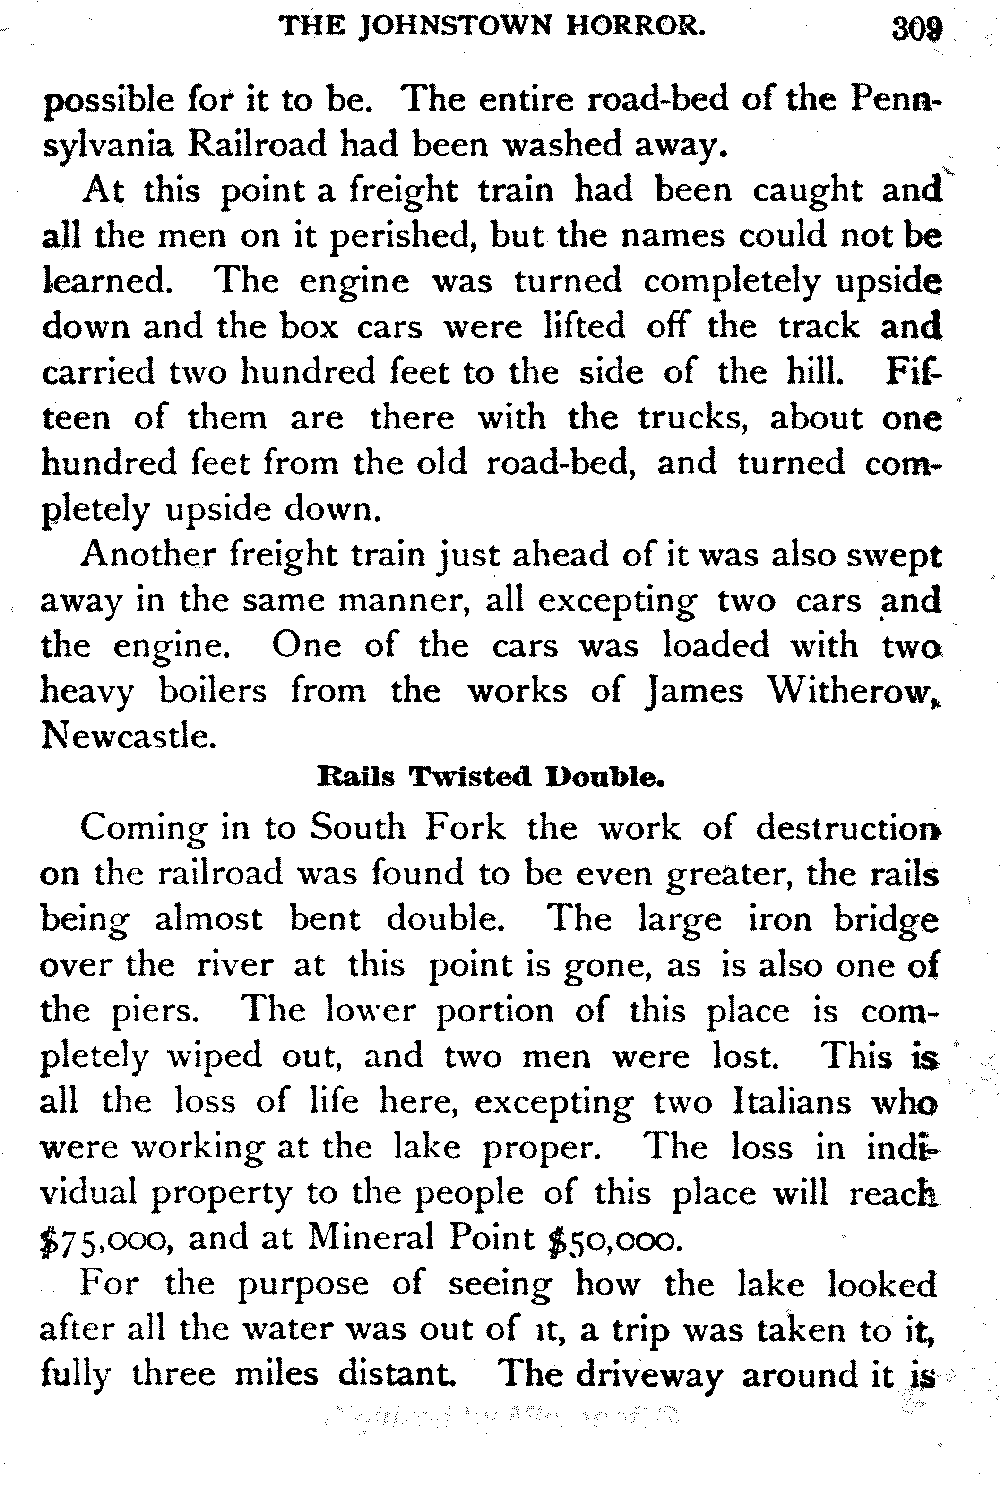 THE JOHNSTOWN HORROR. 309
possible for it to be. The entire road-bed of the Penn-
sylvania Railroad had been washed away.
At this point a freight train had been caught and
all the men on it perished, but the names could not be
learned. The engine was turned completely upside
down and the box cars were lifted off the track and
carried two hundred feet to the side of the hill. Fif-
teen of them are there with the trucks, about one
hundred feet from the old road-bed, and turned com-
pletely upside down.
Another freight train just ahead of it was also swept
away in the same manner, all excepting two cars and
the engine. One of the cars was loaded with two
heavy boilers from the works of James Witherow,
Newcastle.
Rails Twisted Double.
Coming in to South Fork the work of destruction
on the railroad was found to be even greater, the rails
being almost bent double. The large iron bridge
over the river at this point is gone, as is also one of
the piers. The lower portion of this place is com-
pletely wiped out, and two men were lost. This is
all the loss of life here, excepting two Italians who
were working at the lake proper. The loss in indi-
vidual property to the people of this place will reach
$75,000, and at Mineral Point $50,000.
For the purpose of seeing how the lake looked
after all the water was out of it, a trip was taken to it,
fully three miles distant. The driveway around it is